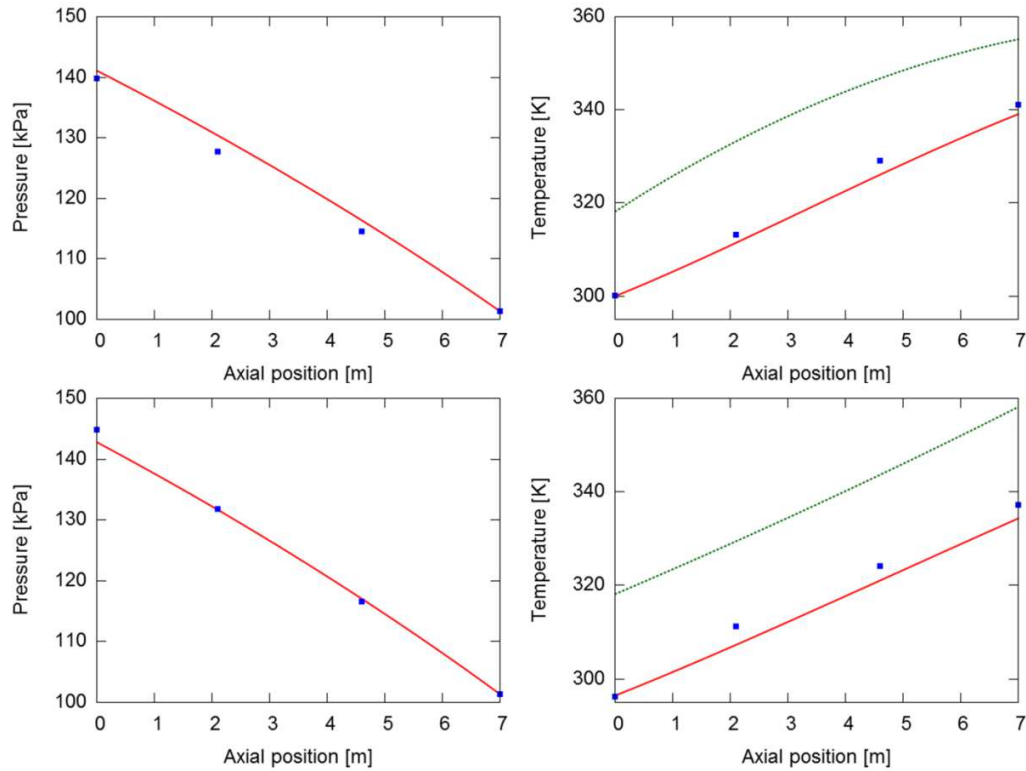 150
140
130
120
110
100
Pressure [kPa]
0 1 2 3 4 5 6 7
Axial position [m]
360
340
320
300
Temperature [K]
0 1 2 3 4 5 6 7
Axial position [m]
150
140
130
120
110
100
Pressure [kPa]
0 1 2 3 4 5 6 7
Axial position [m]
360
340
320
300
Temperature [K]
0 1 2 3 4 5 6 7
Axial position [m]